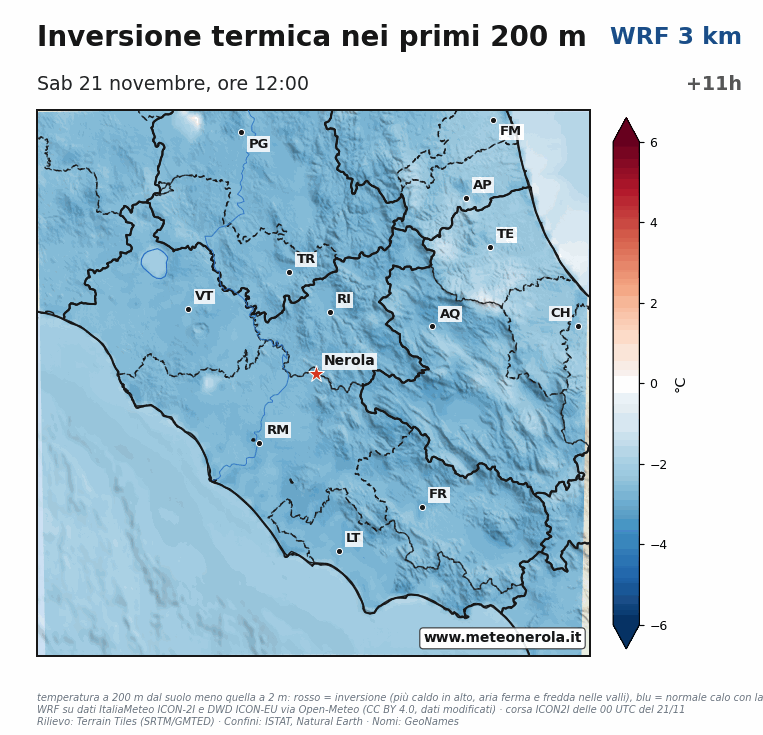 Inversione termica nei primi 200 m WRF 3 km
Sab 21 novembre, ore 12:00 +11h
FM
PG
AP
TE
TR
VT
RI
AQ
CH
Nerola
RM
FR
LT
6
4
2
0
−2
−4
−6
°C
www.meteonerola.it
temperatura a 200 m dal suolo meno quella a 2 m: rosso = inversione (più caldo in alto, aria ferma e fredda nelle valli), blu = normale calo con la
WRF su dati ItaliaMeteo ICON-2I e DWD ICON-EU via Open-Meteo (CC BY 4.0, dati modificati) · corsa ICON2I delle 00 UTC del 21/11
Rilievo: Terrain Tiles (SRTM/GMTED) · Confini: ISTAT, Natural Earth · Nomi: GeoNames